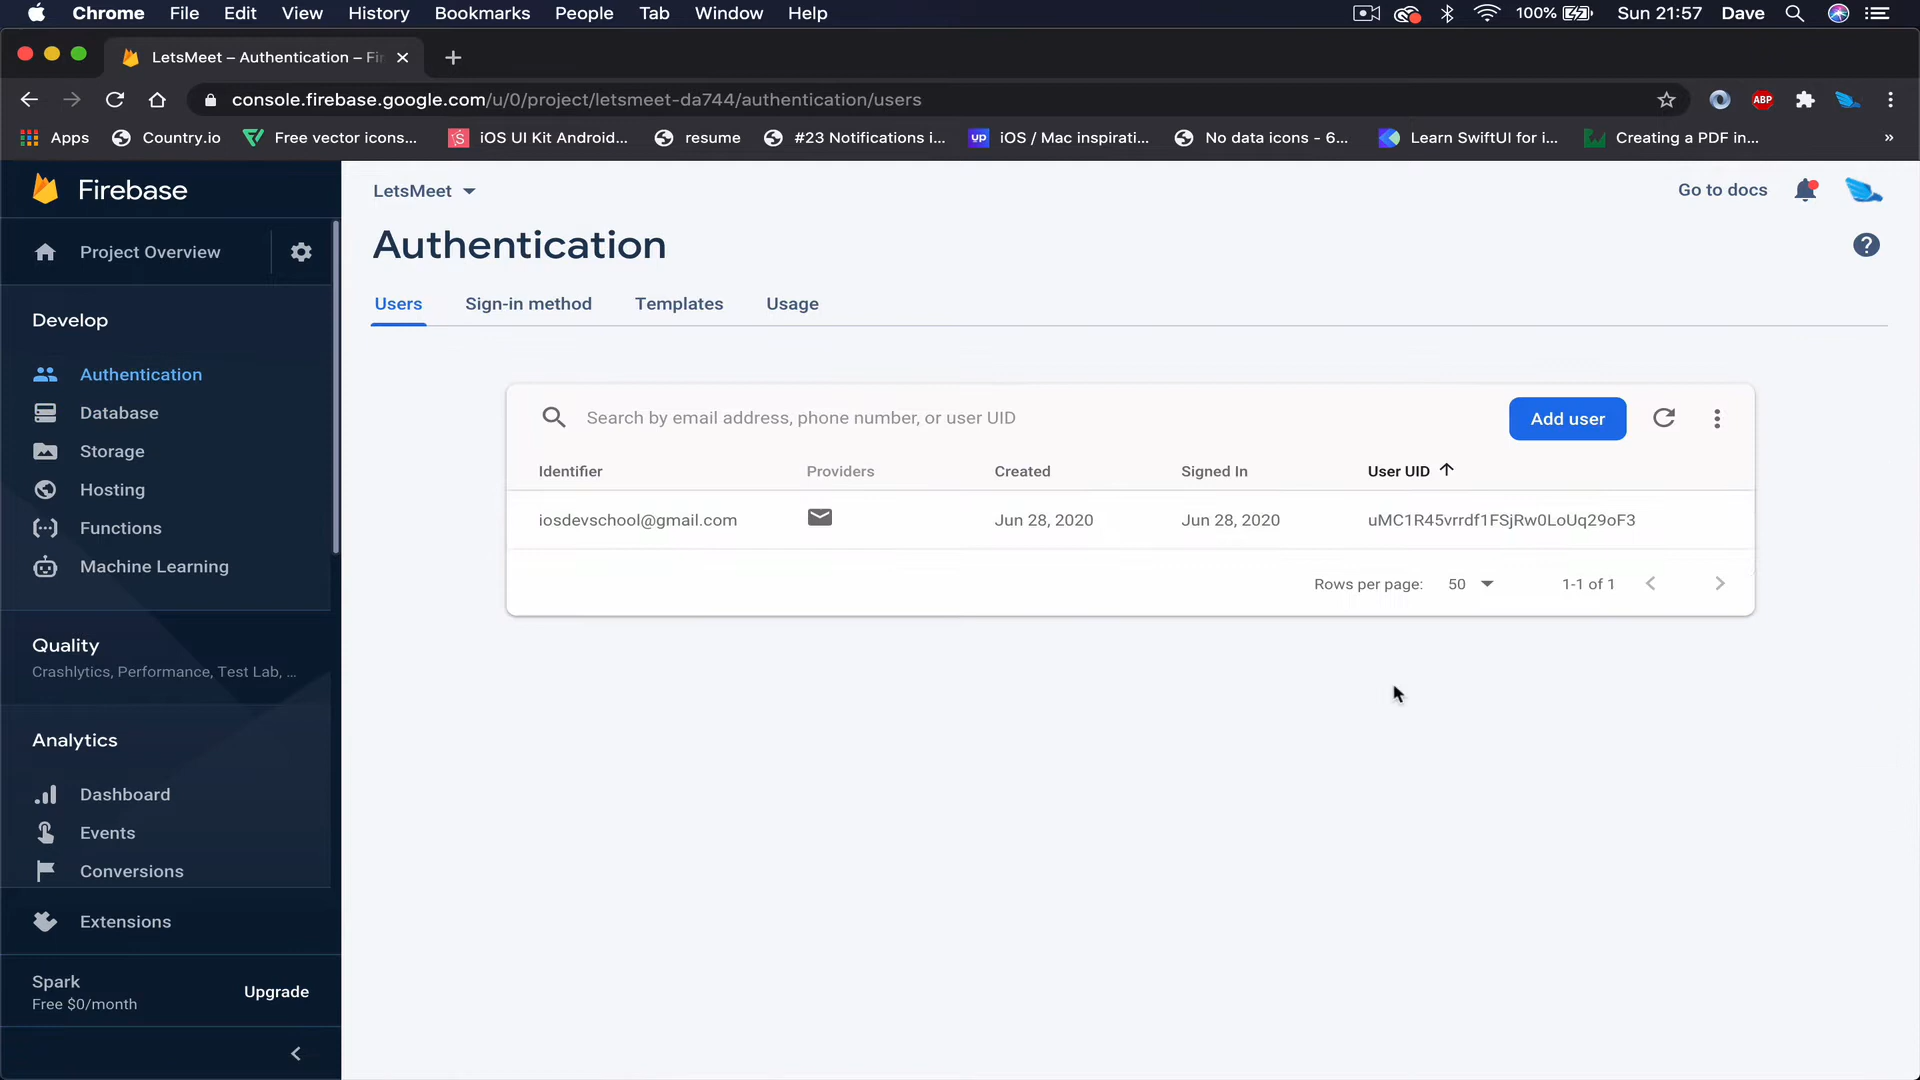 Chrome File Edit View History Bookmarks People Tab Window Help 100% Sun 21:57 Dave
LetsMeet – Authentication – Fi
console.firebase.google.com/u/0/project/letsmeet-da744/authentication/users ABP
Apps Country.io Free vector icons... iOS UI Kit Android... resume #23 Notifications i... up iOS / Mac inspirati... No data icons - 6... Learn SwiftUI for i... Creating a PDF in... »
Firebase
Project Overview
Develop
Authentication
Database
Storage
Hosting
Functions
Machine Learning
Quality
Crashlytics, Performance, Test Lab, ...
Analytics
Dashboard
Events
Conversions
Extensions
Spark
Free $0/month
Upgrade
LetsMeet
Go to docs
Authentication
Users Sign-in method Templates Usage
Search by email address, phone number, or user UID
Add user
Identifier Providers Created Signed In User UID
iosdevschool@gmail.com Jun 28, 2020 Jun 28, 2020 uMC1R45vrrdf1FSjRw0LoUq29oF3
Rows per page: 50 1-1 of 1